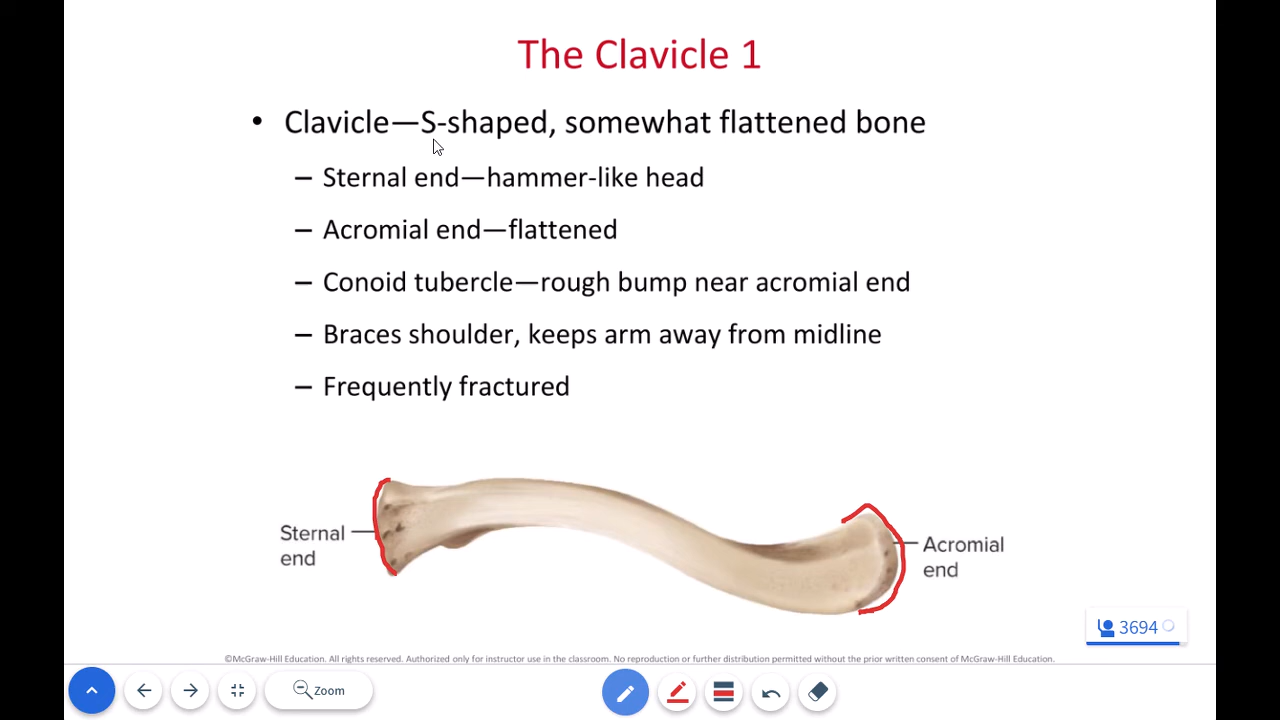 The Clavicle 1
• Clavicle—S-shaped, somewhat flattened bone
– Sternal end—hammer-like head
– Acromial end—flattened
– Conoid tubercle—rough bump near acromial end
– Braces shoulder, keeps arm away from midline
– Frequently fractured
Sternal
end
Acromial
end
3694
©McGraw-Hill Education. All rights reserved. Authorized only for instructor use in the classroom. No reproduction or further distribution permitted without the prior written consent of McGraw-Hill Education.
Zoom